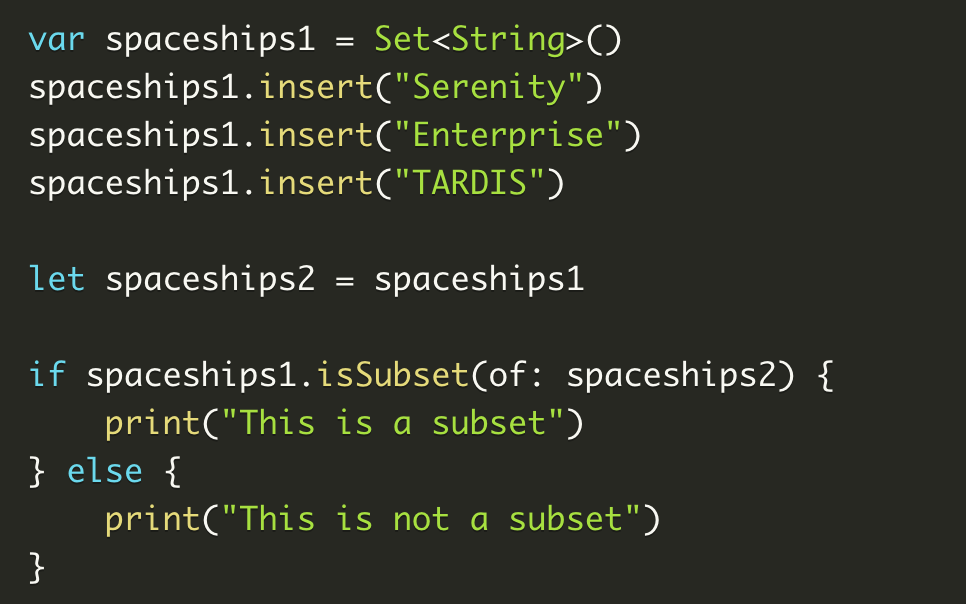 var spaceships1 = Set<String>()
spaceships1.insert("Serenity")
spaceships1.insert("Enterprise")
spaceships1.insert("TARDIS")

let spaceships2 = spaceships1

if spaceships1.isSubset(of: spaceships2) {
    print("This is a subset")
} else {
    print("This is not a subset")
}